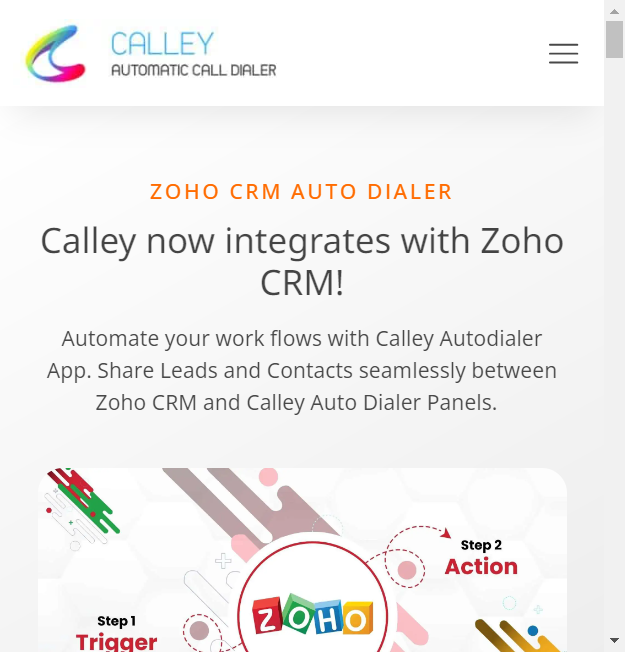 CALLEY
AUTOMATIC CALL DIALER
ZOHO CRM AUTO DIALER
Calley now integrates with Zoho
CRM!
Automate your work flows with Calley Autodialer
App. Share Leads and Contacts seamlessly between
Zoho CRM and Calley Auto Dialer Panels.
Step 2
Action
ZOHO
Step 1
Trigger